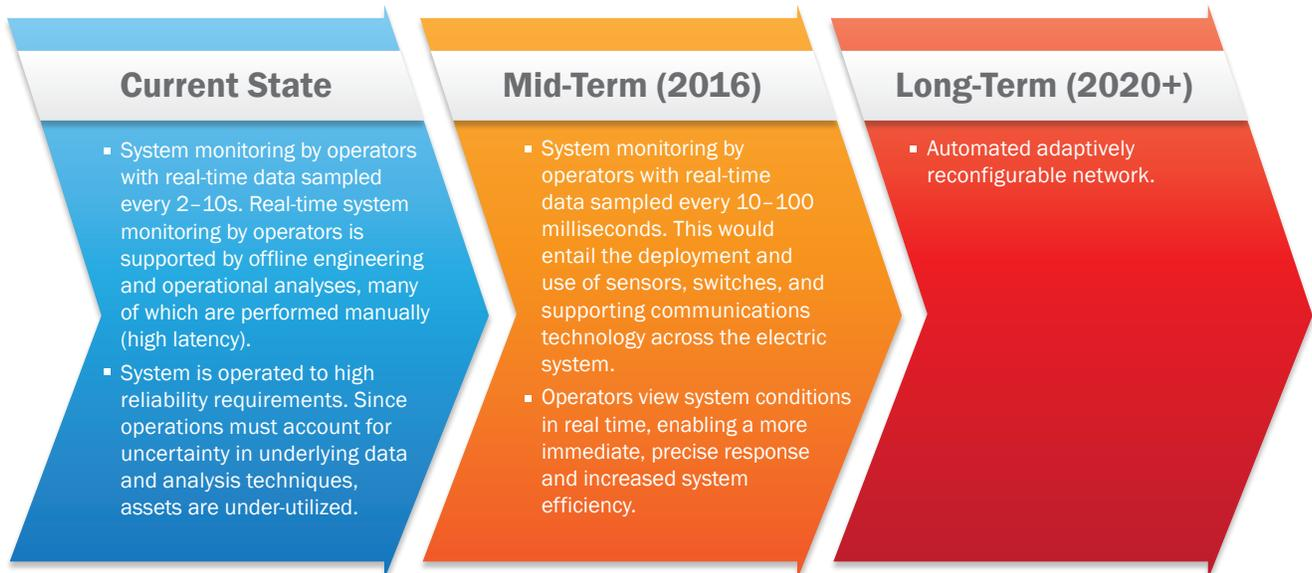 Current State
System monitoring by operators
with real-time data sampled
every 2–10s. Real-time system
monitoring by operators is
supported by offline engineering
and operational analyses, many
of which are performed manually
(high latency).
System is operated to high
reliability requirements. Since
operations must account for
uncertainty in underlying data
and analysis techniques,
assets are under-utilized.
Mid-Term (2016)
System monitoring by
operators with real-time
data sampled every 10–100
milliseconds. This would
entail the deployment and
use of sensors, switches, and
supporting communications
technology across the electric
system.
Operators view system conditions
in real time, enabling a more
immediate, precise response
and increased system
efficiency.
Long-Term (2020+)
Automated adaptively
reconfigurable network.